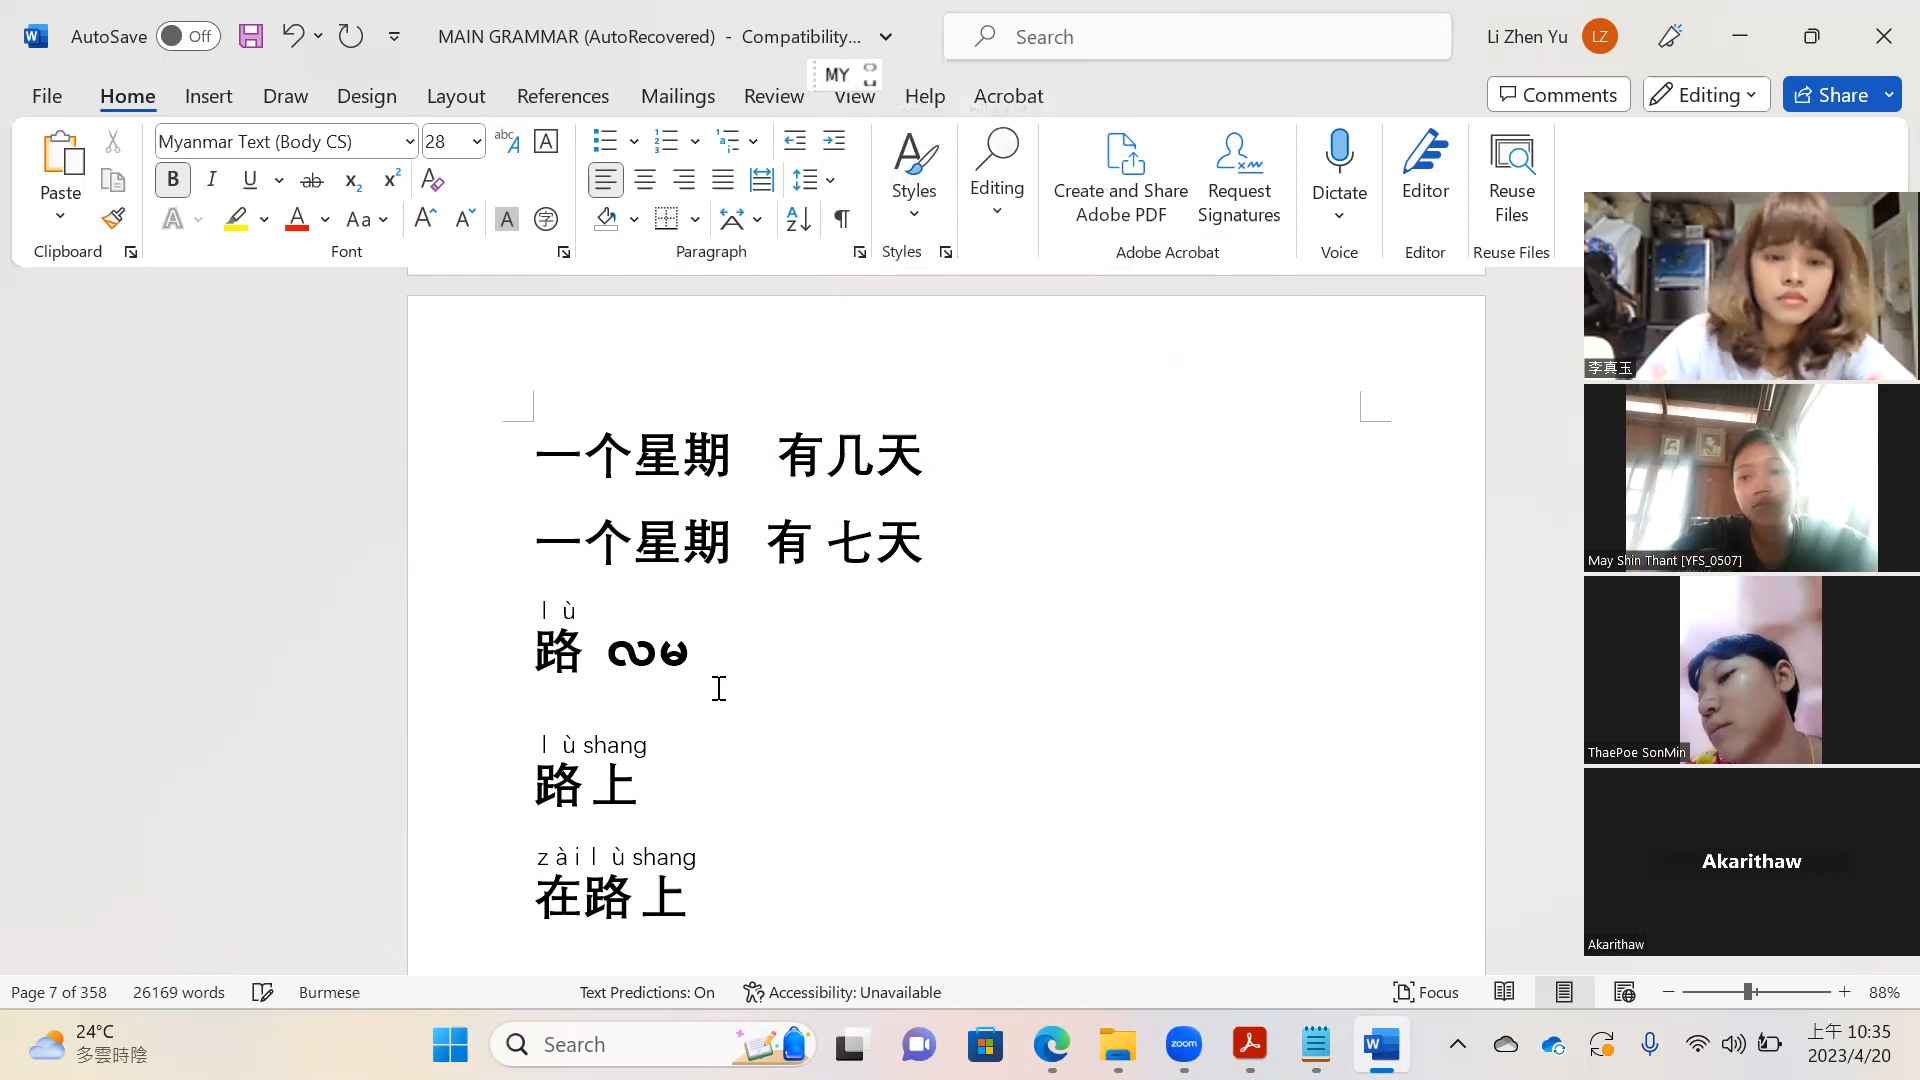 AutoSave Off MAIN GRAMMAR (AutoRecovered) - Compatibility... Search Li Zhen Yu LZ
MY
File Home Insert Draw Design Layout References Mailings Review View Help Acrobat Comments Editing Share
Paste
Clipboard
Myanmar Text (Body CS) 28
Font
Paragraph
Styles
Styles
Editing
Create and Share Adobe PDF
Request Signatures
Adobe Acrobat
Dictate
Voice
Editor
Editor
Reuse Files
Reuse Files
一个星期 有几天
一个星期 有 七天
lù
路 လမ
lù shang
路上
zài lù shang
在路上
李真玉
May Shin Thant [YFS_0507]
ThaePoe SonMin
Akarithaw
Akarithaw
Page 7 of 358 26169 words Burmese Text Predictions: On Accessibility: Unavailable Focus 88%
24°C
多雲時陰
Search
zoom
上午 10:35
2023/4/20